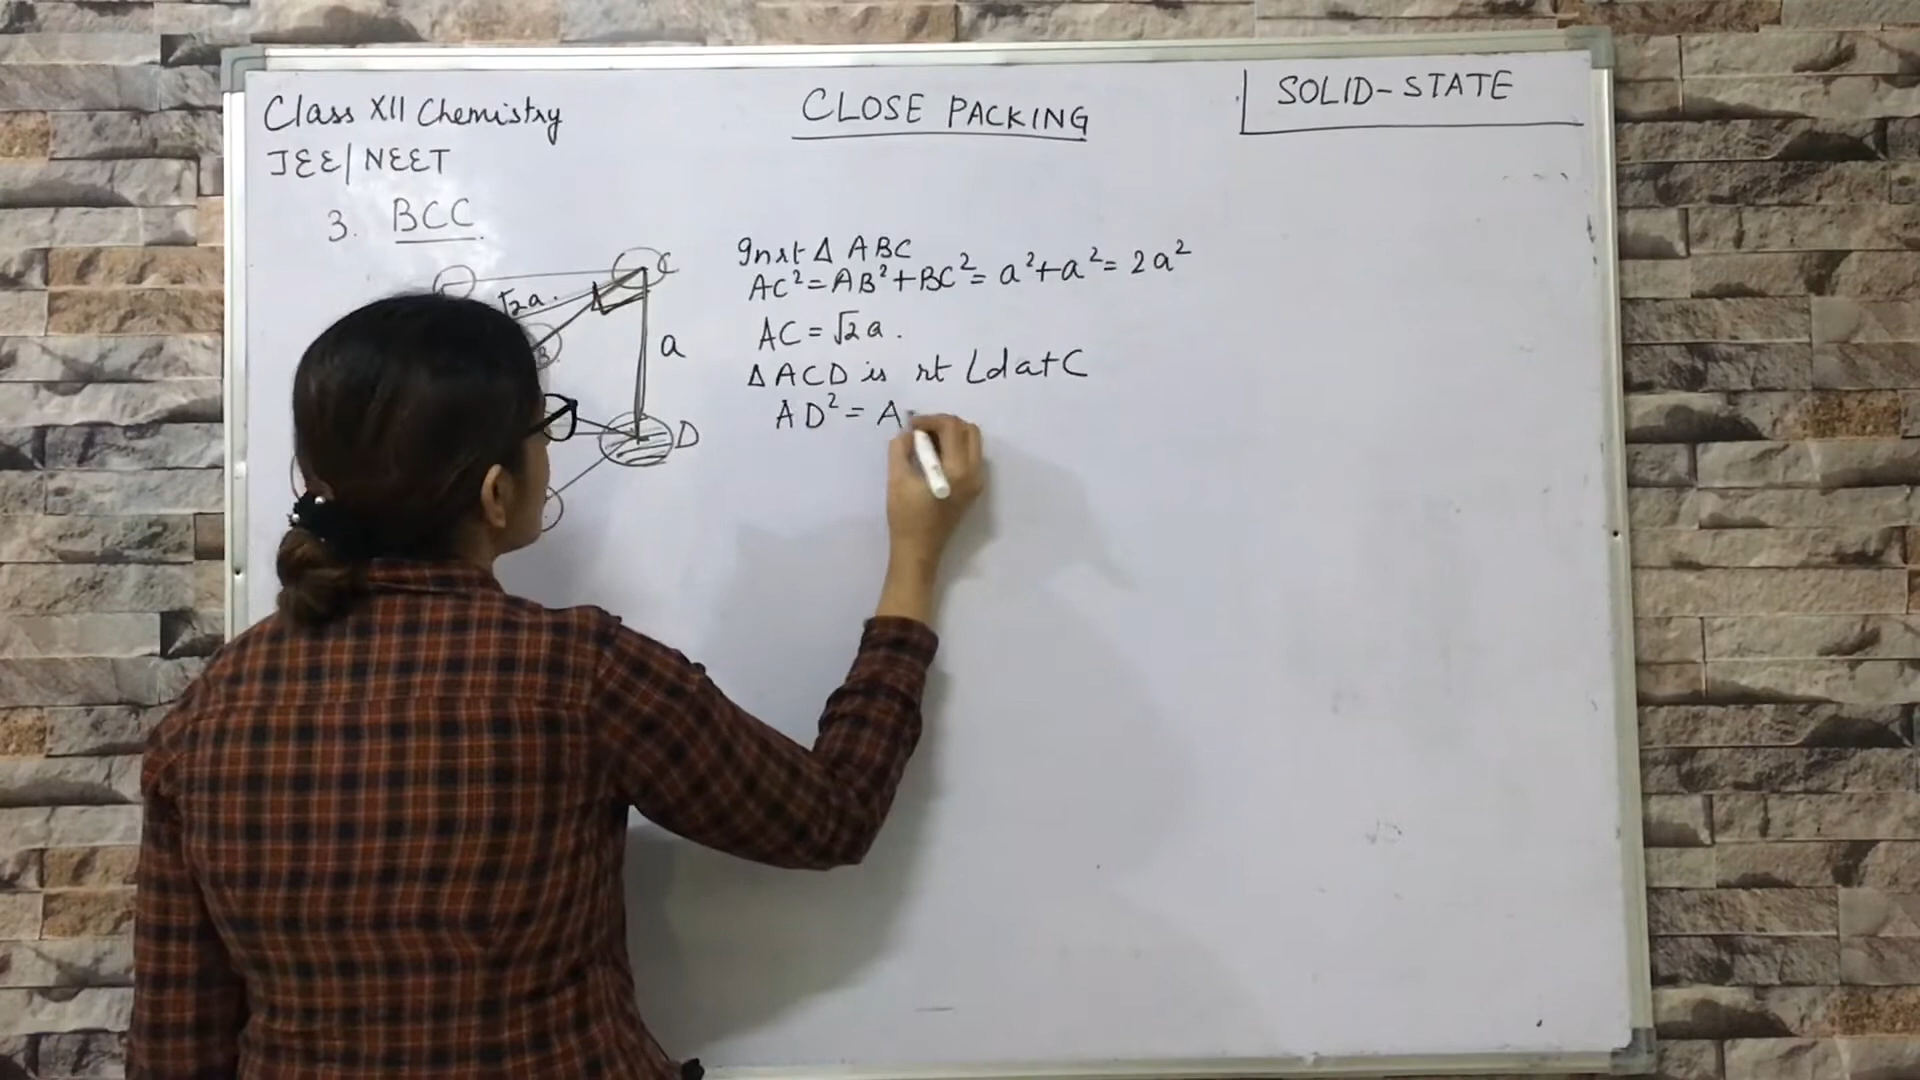 Class XII Chemistry
JEE/NEET
CLOSE PACKING
SOLID-STATE
3. BCC
√2a.
C
B
a
D
In rt Δ ABC
AC² = AB² + BC² = a² + a² = 2a²
AC = √2 a.
Δ ACD is rt ∠d at C
AD² = A